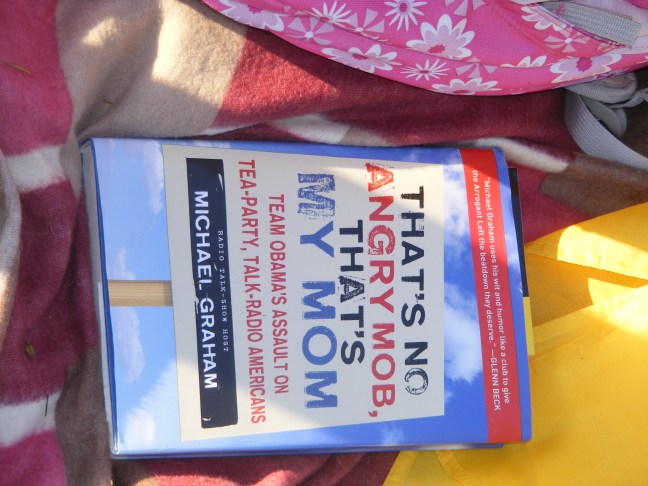 "Michael Graham uses his wit and humor like a club to give
the Arrogant Left the beatdown they deserve." —GLENN BECK
THAT'S NO
ANGRY MOB,
THAT'S
MY MOM
TEAM OBAMA'S ASSAULT ON
TEA-PARTY, TALK-RADIO AMERICANS
RADIO TALK-SHOW HOST
MICHAEL GRAHAM